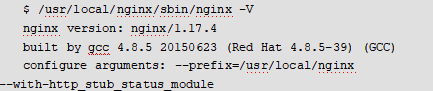 $ /usr/local/nginx/sbin/nginx -V
nginx version: nginx/1.17.4
built by gcc 4.8.5 20150623 (Red Hat 4.8.5-39) (GCC)
configure arguments: --prefix=/usr/local/nginx
--with-http_stub_status_module